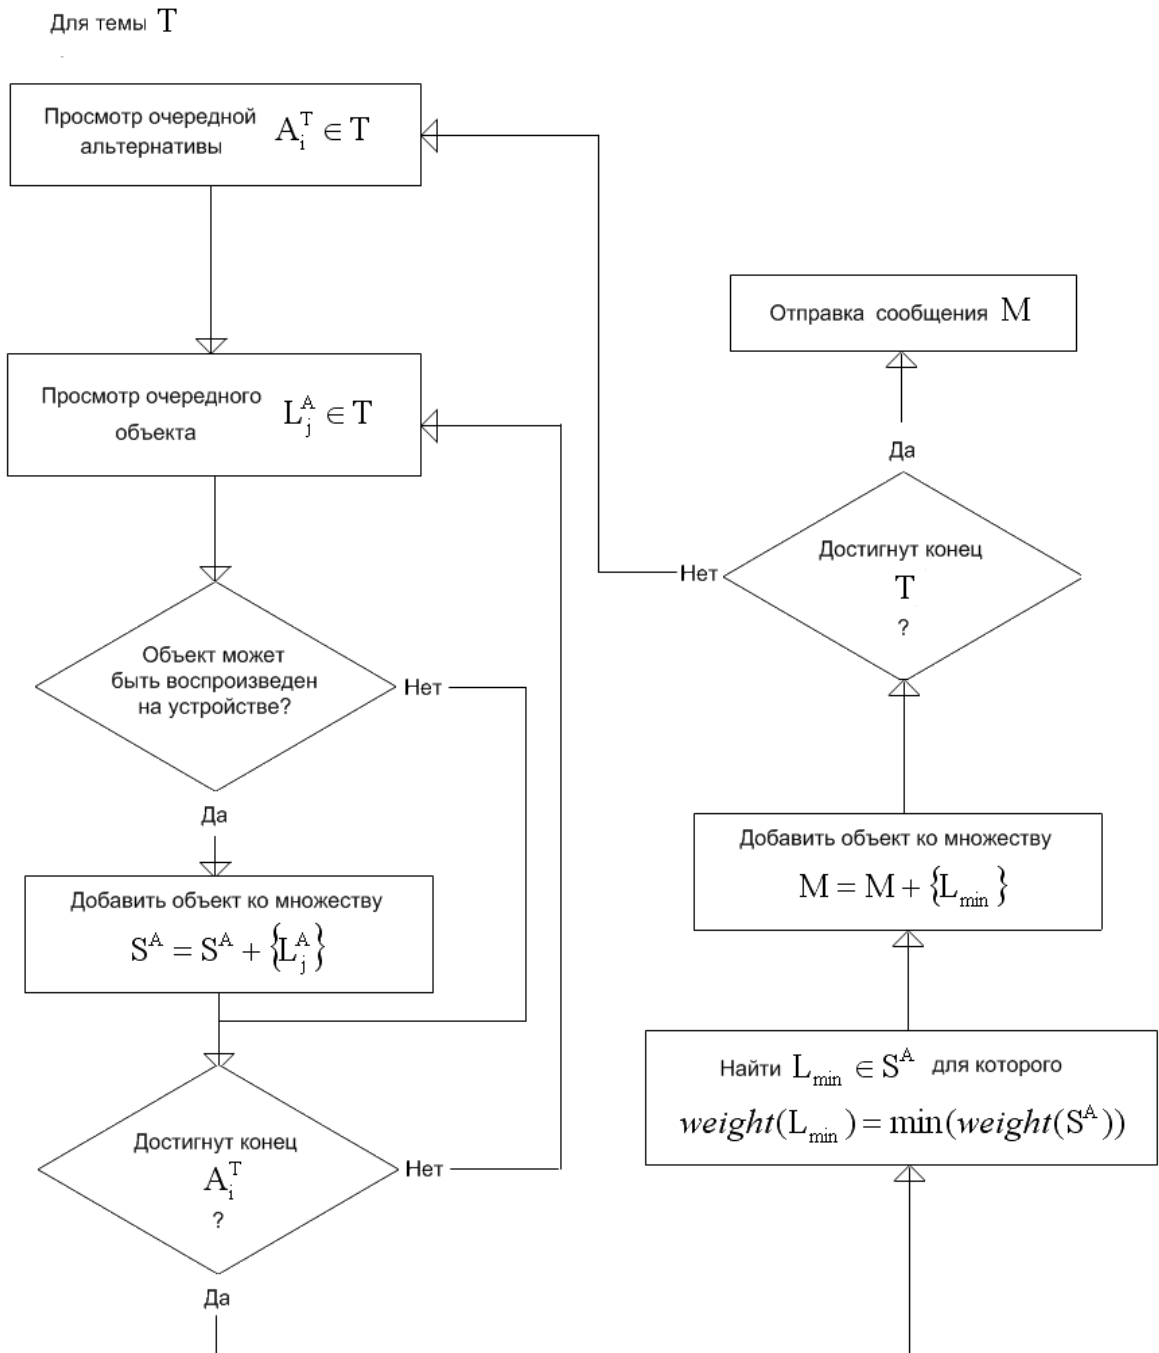 Для темы T
Просмотр очередной
альтернативы
A_i^T ∈ T
Просмотр очередного
объекта
L_j^A ∈ T
Объект может
быть воспроизведен
на устройстве?
Нет
Да
Добавить объект ко множеству
S^A = S^A + {L_j^A}
Достигнут конец
A_i^T
?
Нет
Да
Найти L_min ∈ S^A для которого
weight(L_min) = min(weight(S^A))
Добавить объект ко множеству
M = M + {L_min}
Достигнут конец
T
?
Нет
Да
Отправка сообщения M